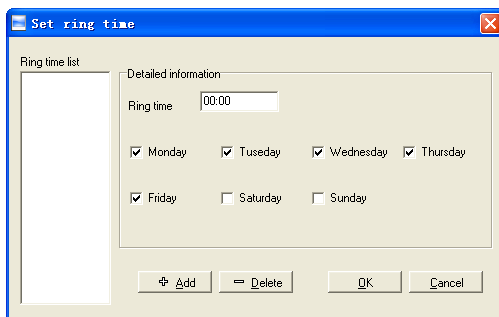 Set ring time
Ring time list
Detailed information
Ring time 00:00
Monday Tuseday Wednesday Thursday
Friday Saturday Sunday
Add Delete OK Cancel